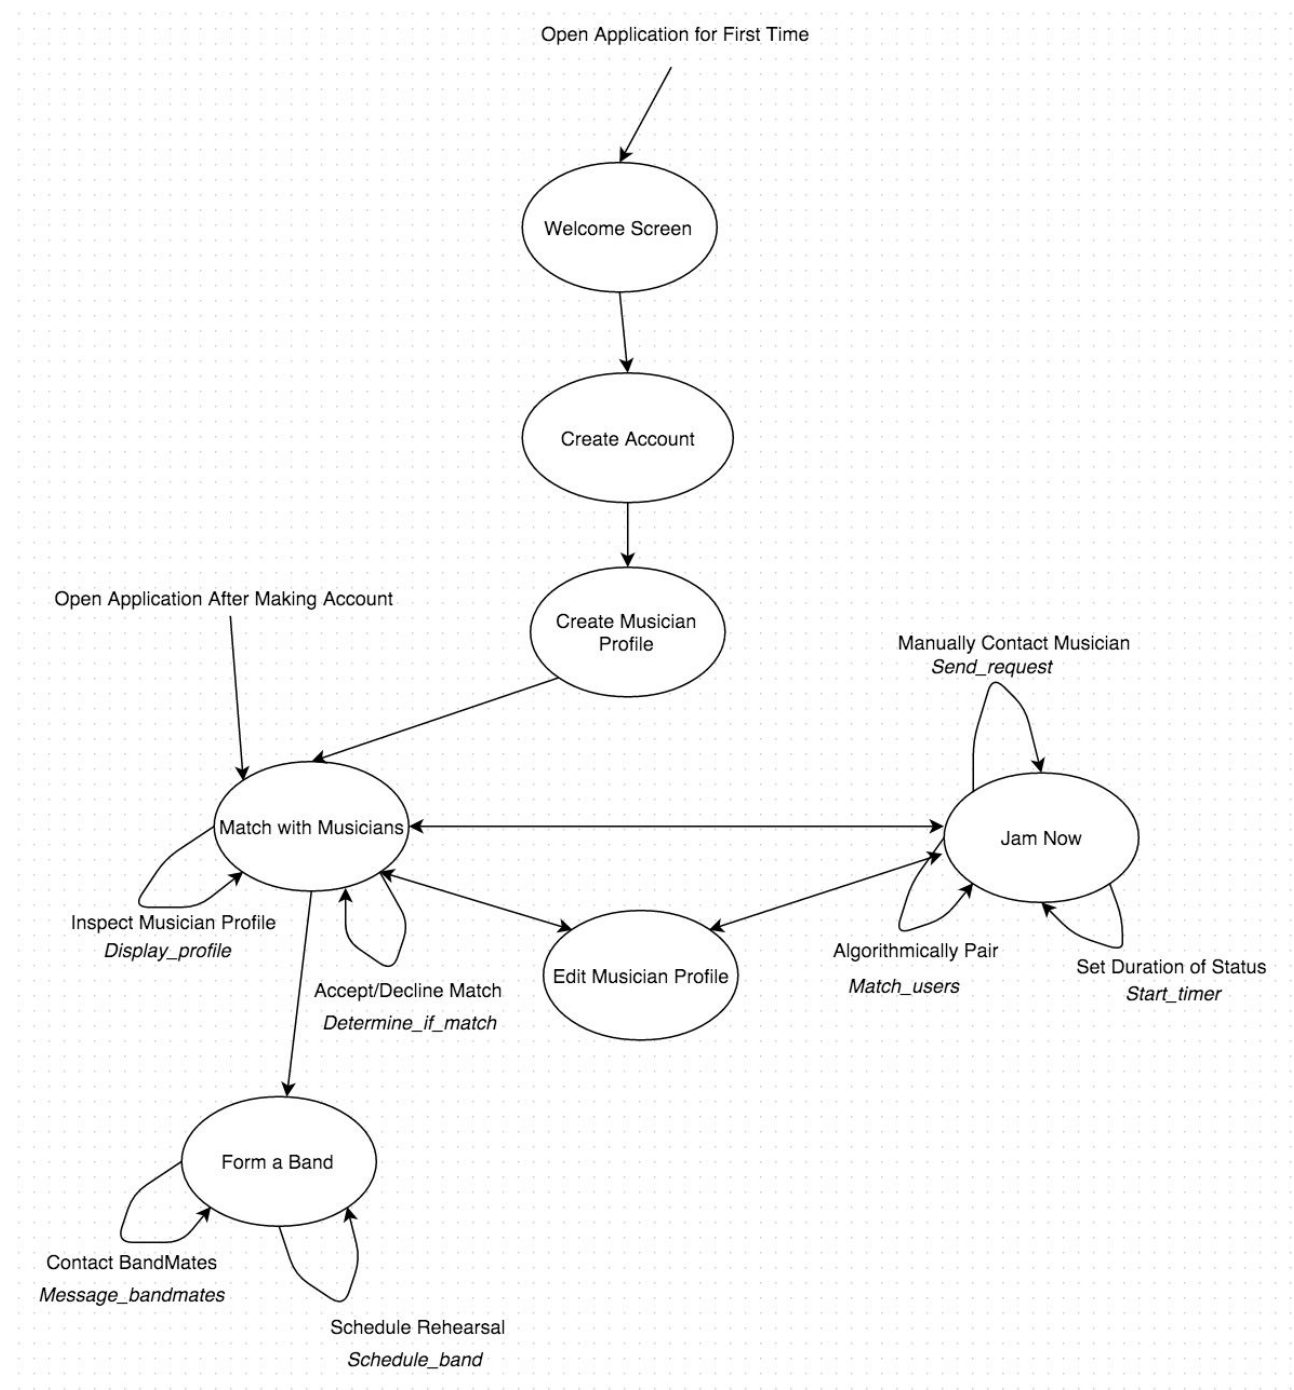 Open Application for First Time
Welcome Screen
Create Account
Open Application After Making Account
Create Musician
Profile
Manually Contact Musician
Send_request
Match with Musicians
Jam Now
Inspect Musician Profile
Display_profile
Accept/Decline Match
Determine_if_match
Edit Musician Profile
Algorithmically Pair
Match_users
Set Duration of Status
Start_timer
Form a Band
Contact BandMates
Message_bandmates
Schedule Rehearsal
Schedule_band